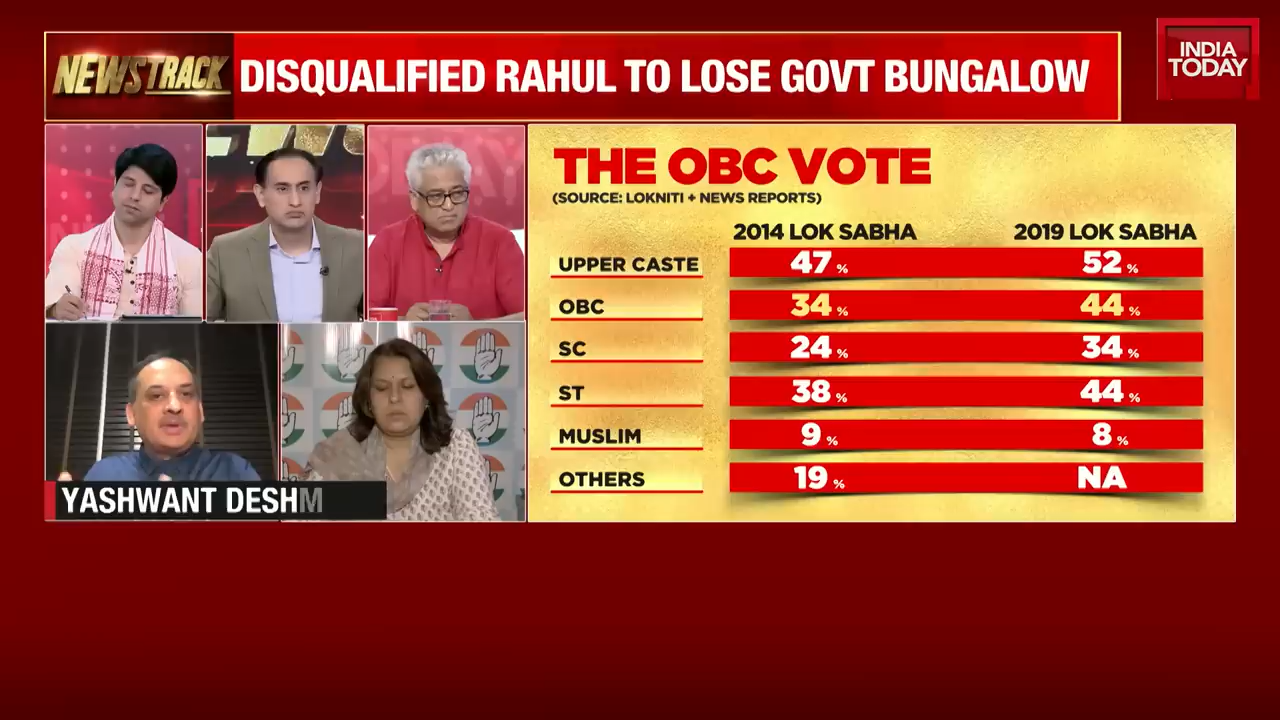 NEWSTRACK
DISQUALIFIED RAHUL TO LOSE GOVT BUNGALOW
INDIA
TODAY
THE OBC VOTE
(SOURCE: LOKNITI + NEWS REPORTS)
2014 LOK SABHA 2019 LOK SABHA
UPPER CASTE 47 % 52 %
OBC 34 % 44 %
SC 24 % 34 %
ST 38 % 44 %
MUSLIM 9 % 8 %
OTHERS 19 % NA
YASHWANT DESHM